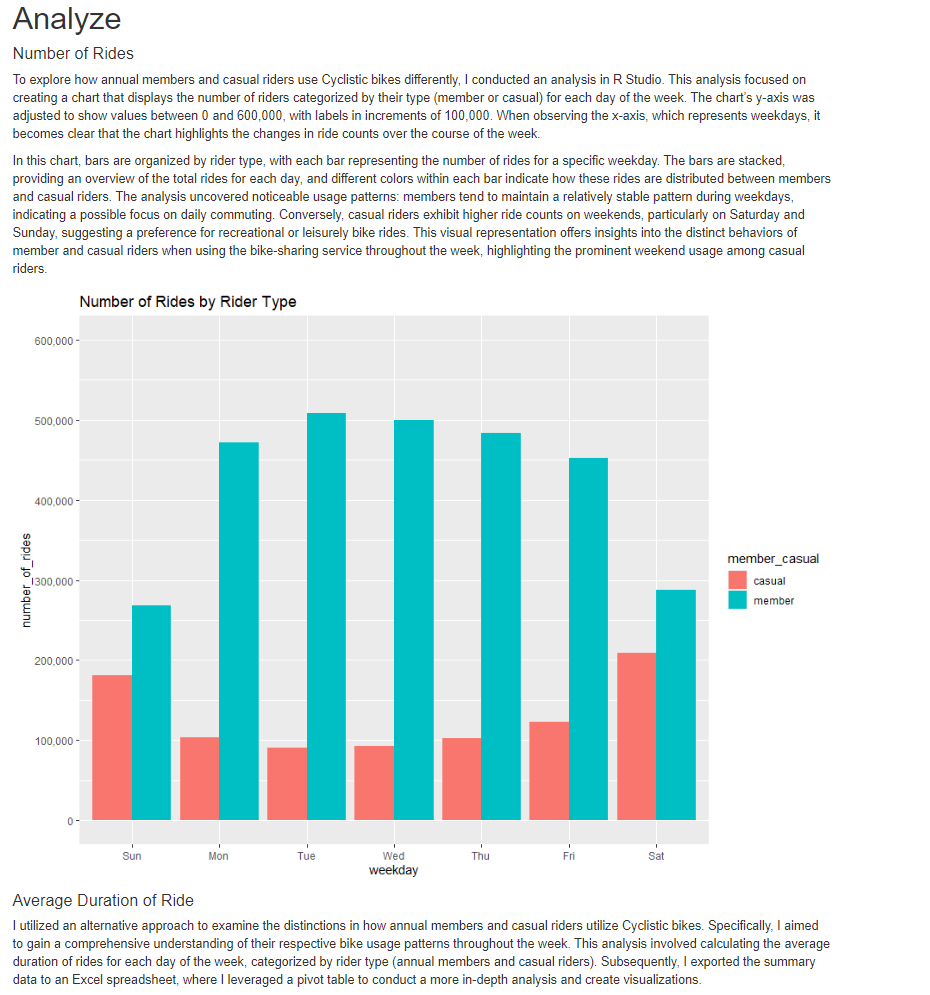 Analyze
Number of Rides
To explore how annual members and casual riders use Cyclistic bikes differently, I conducted an analysis in R Studio. This analysis focused on
creating a chart that displays the number of riders categorized by their type (member or casual) for each day of the week. The chart's y-axis was
adjusted to show values between 0 and 600,000, with labels in increments of 100,000. When observing the x-axis, which represents weekdays, it
becomes clear that the chart highlights the changes in ride counts over the course of the week.
In this chart, bars are organized by rider type, with each bar representing the number of rides for a specific weekday. The bars are stacked,
providing an overview of the total rides for each day, and different colors within each bar indicate how these rides are distributed between members
and casual riders. The analysis uncovered noticeable usage patterns: members tend to maintain a relatively stable pattern during weekdays,
indicating a possible focus on daily commuting. Conversely, casual riders exhibit higher ride counts on weekends, particularly on Saturday and
Sunday, suggesting a preference for recreational or leisurely bike rides. This visual representation offers insights into the distinct behaviors of
member and casual riders when using the bike-sharing service throughout the week, highlighting the prominent weekend usage among casual
riders.
Number of Rides by Rider Type
600,000
500,000
400,000
300,000
200,000
100,000
0
number_of_rides
Sun Mon Tue Wed Thu Fri Sat
weekday
member_casual
casual
member
Average Duration of Ride
I utilized an alternative approach to examine the distinctions in how annual members and casual riders utilize Cyclistic bikes. Specifically, I aimed
to gain a comprehensive understanding of their respective bike usage patterns throughout the week. This analysis involved calculating the average
duration of rides for each day of the week, categorized by rider type (annual members and casual riders). Subsequently, I exported the summary
data to an Excel spreadsheet, where I leveraged a pivot table to conduct a more in-depth analysis and create visualizations.